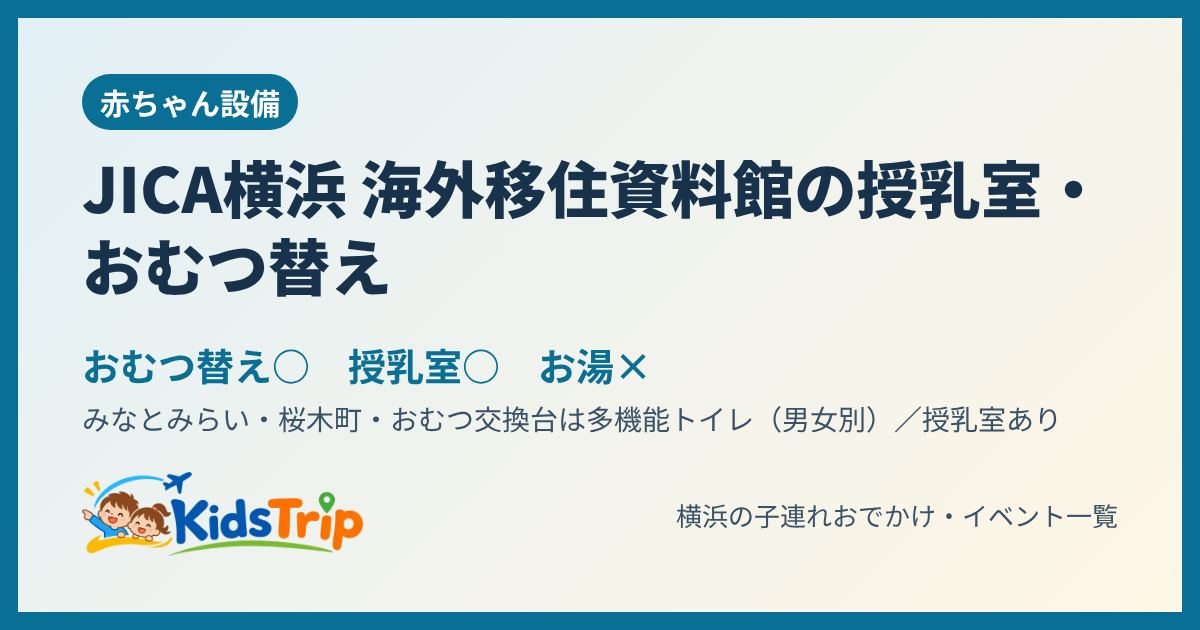 赤ちゃん設備
JICA横浜 海外移住資料館の授乳室・
おむつ替え
おむつ替え○　授乳室○　お湯×
みなとみらい・桜木町・おむつ交換台は多機能トイレ（男女別）／授乳室あり
KidsTrip
横浜の子連れおでかけ・イベント一覧